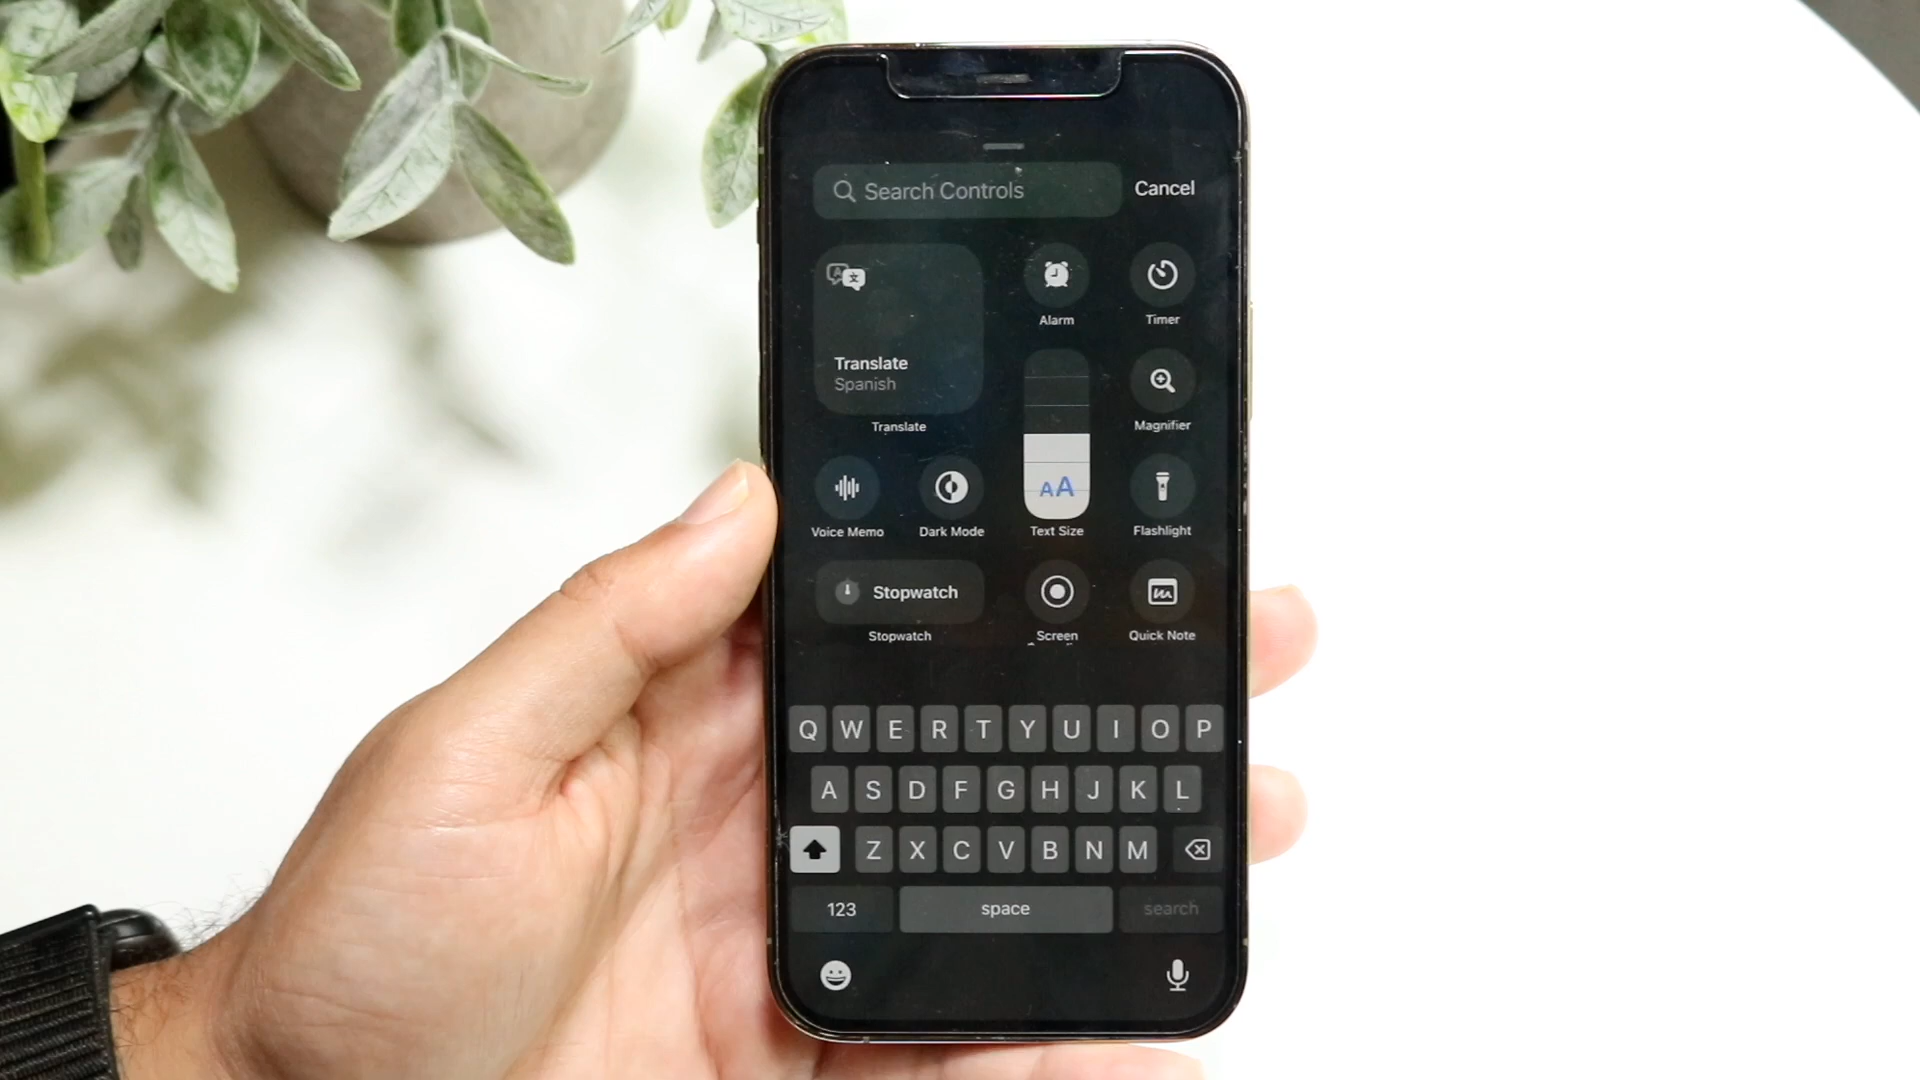 Search Controls
Cancel
Translate
Spanish
Translate
Alarm
Timer
Magnifier
Voice Memo
Dark Mode
AA
Text Size
Flashlight
Stopwatch
Stopwatch
Screen
Quick Note
Q W E R T Y U I O P
A S D F G H J K L
Z X C V B N M
123
space
search